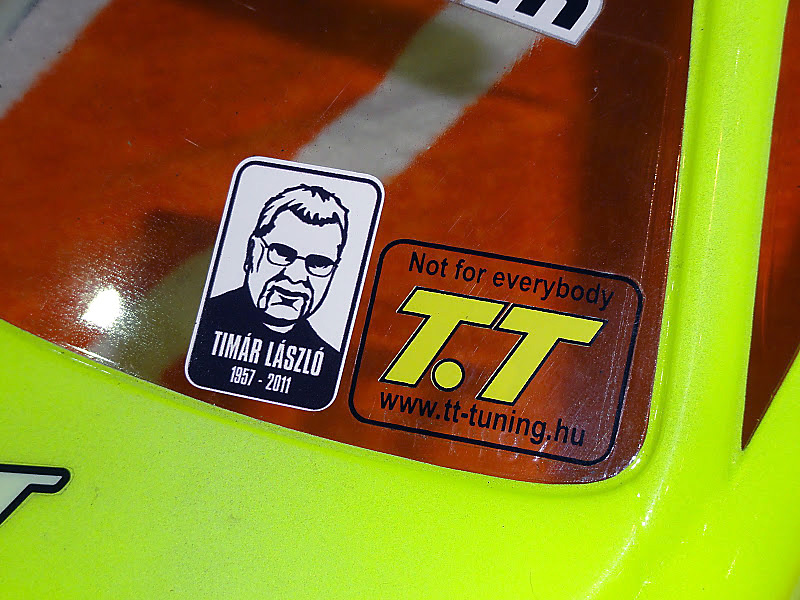 TIMÁR LÁSZLÓ
1957 - 2011
Not for everybody
T.T
www.tt-tuning.hu